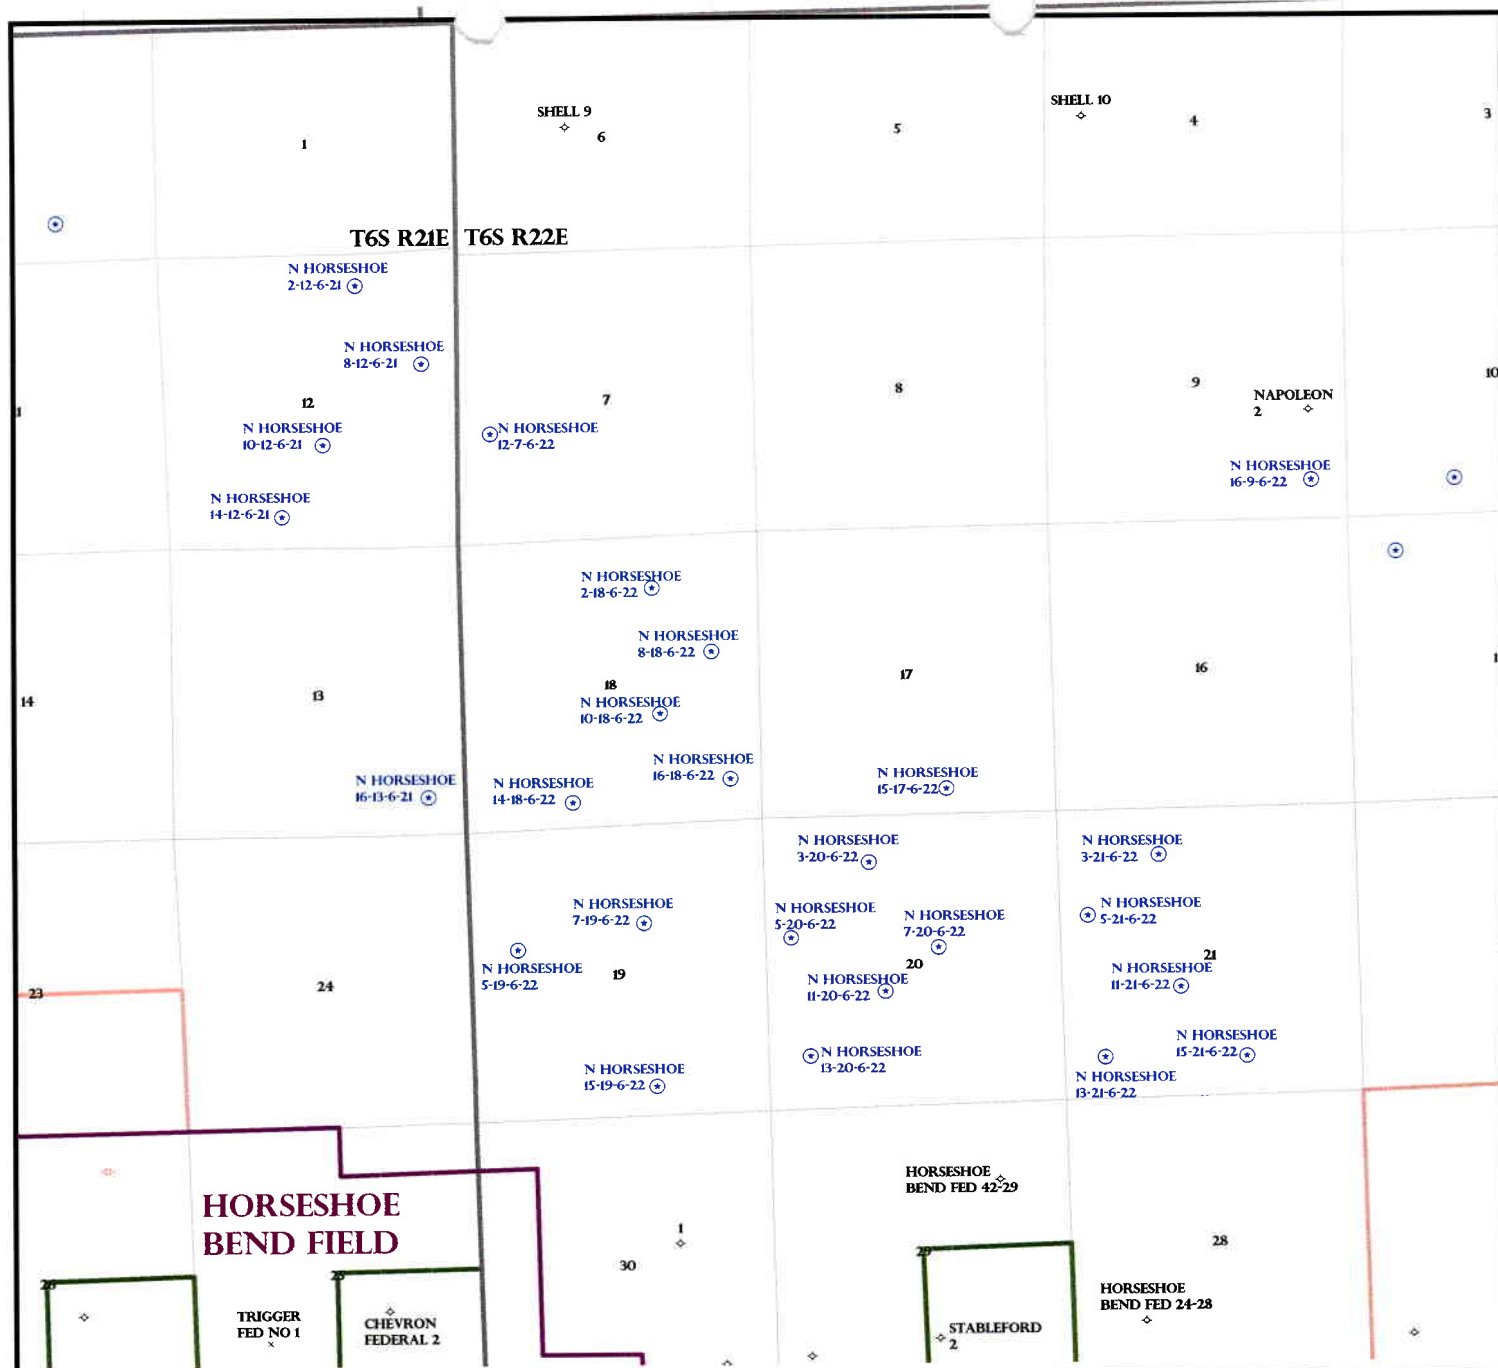 SHELL 9
6
SHELL 10
4
5
3
1
T6S R21E
T6S R22E
N HORSESHOE
2-12-6-21
N HORSESHOE
8-12-6-21
12
1
N HORSESHOE
10-12-6-21
N HORSESHOE
14-12-6-21
7
N HORSESHOE
12-7-6-22
8
9
10
NAPOLEON
2
N HORSESHOE
16-9-6-22
N HORSESHOE
2-18-6-22
N HORSESHOE
8-18-6-22
18
N HORSESHOE
10-18-6-22
N HORSESHOE
16-18-6-22
N HORSESHOE
14-18-6-22
14
13
N HORSESHOE
16-13-6-21
17
16
1
N HORSESHOE
15-17-6-22
N HORSESHOE
3-20-6-22
N HORSESHOE
3-21-6-22
N HORSESHOE
7-19-6-22
N HORSESHOE
5-19-6-22
19
N HORSESHOE
5-20-6-22
N HORSESHOE
7-20-6-22
20
N HORSESHOE
11-20-6-22
N HORSESHOE
13-20-6-22
N HORSESHOE
5-21-6-22
21
N HORSESHOE
11-21-6-22
N HORSESHOE
15-21-6-22
N HORSESHOE
13-21-6-22
23
24
N HORSESHOE
15-19-6-22
HORSESHOE
BEND FED 42-29
HORSESHOE
BEND FIELD
1
30
29
28
26
25
HORSESHOE
BEND FED 24-28
TRIGGER
FED NO 1
CHEVRON
FEDERAL 2
STABLEFORD
2